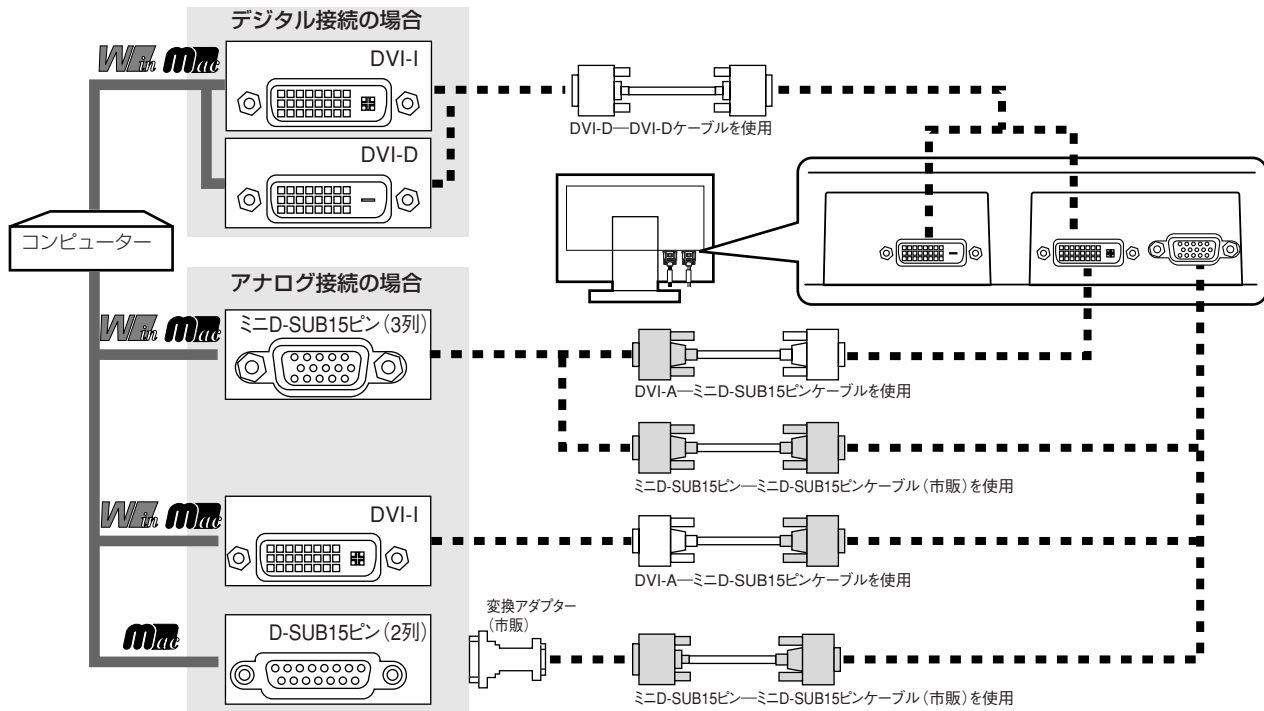 デジタル接続の場合
Win Mac
DVI-I
DVI-D—DVI-Dケーブルを使用
DVI-D
コンピューター
アナログ接続の場合
Win Mac
ミニD-SUB15ピン（3列）
DVI-A—ミニD-SUB15ピンケーブルを使用
ミニD-SUB15ピン—ミニD-SUB15ピンケーブル（市販）を使用
Win Mac
DVI-I
DVI-A—ミニD-SUB15ピンケーブルを使用
Mac
D-SUB15ピン（2列）
変換アダプター
（市販）
ミニD-SUB15ピン—ミニD-SUB15ピンケーブル（市販）を使用